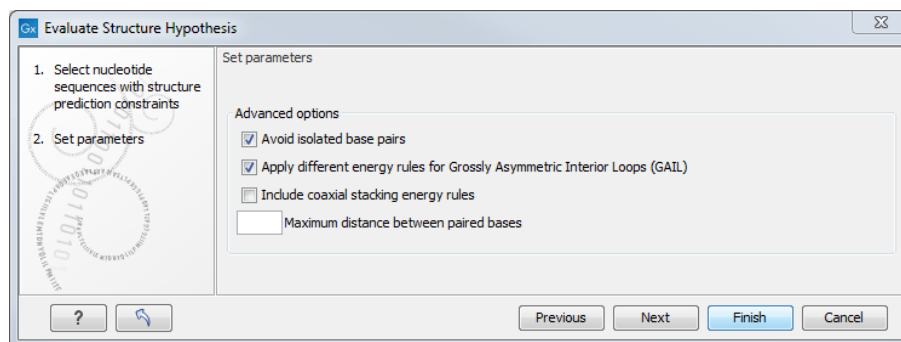 Gx Evaluate Structure Hypothesis
1. Select nucleotide
sequences with structure
prediction constraints
2. Set parameters
Set parameters
Advanced options
Avoid isolated base pairs
Apply different energy rules for Grossly Asymmetric Interior Loops (GAIL)
Include coaxial stacking energy rules
Maximum distance between paired bases
?
Previous
Next
Finish
Cancel